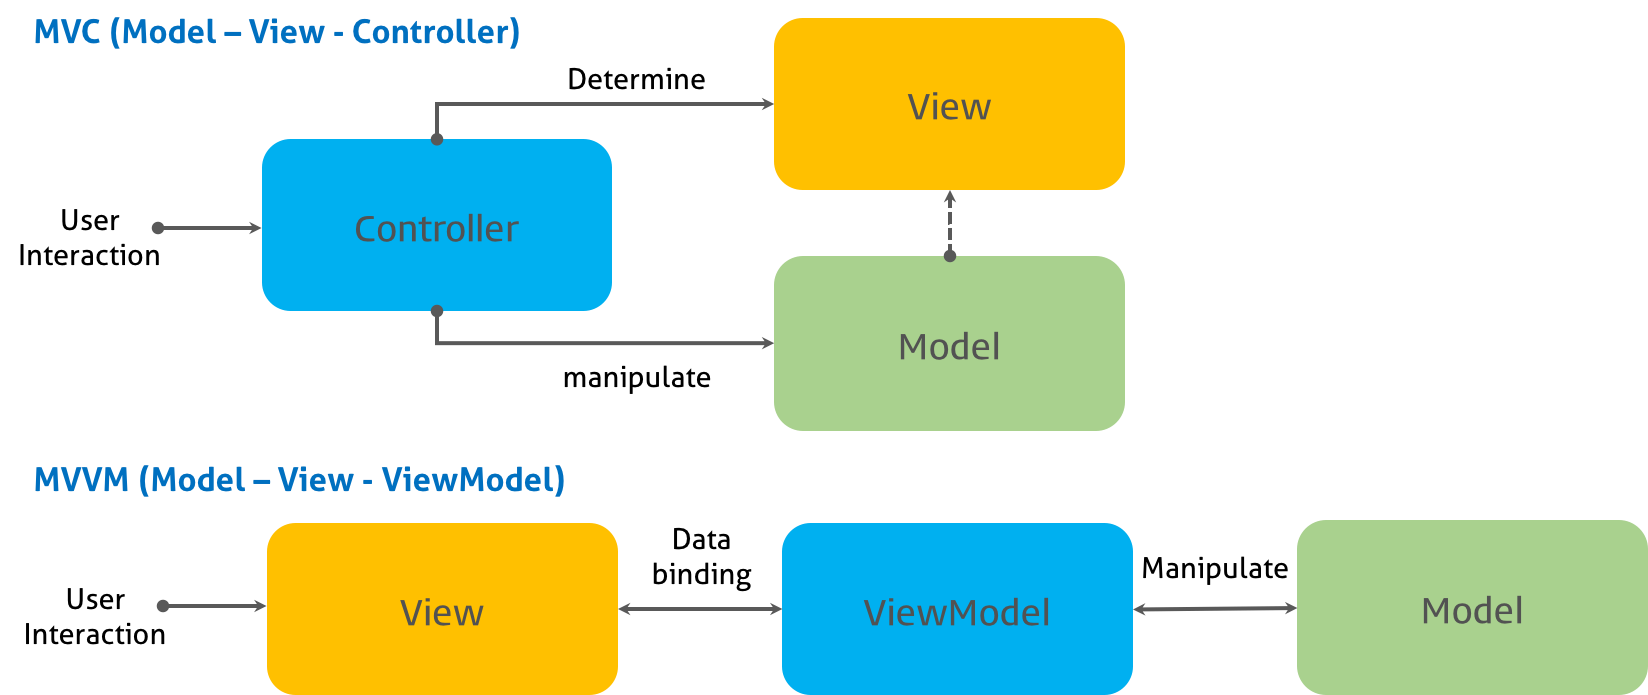 MVC (Model – View - Controller)
Determine
View
User
Interaction
Controller
Model
manipulate
MVVM (Model – View - ViewModel)
User
Interaction
View
Data
binding
ViewModel
Manipulate
Model